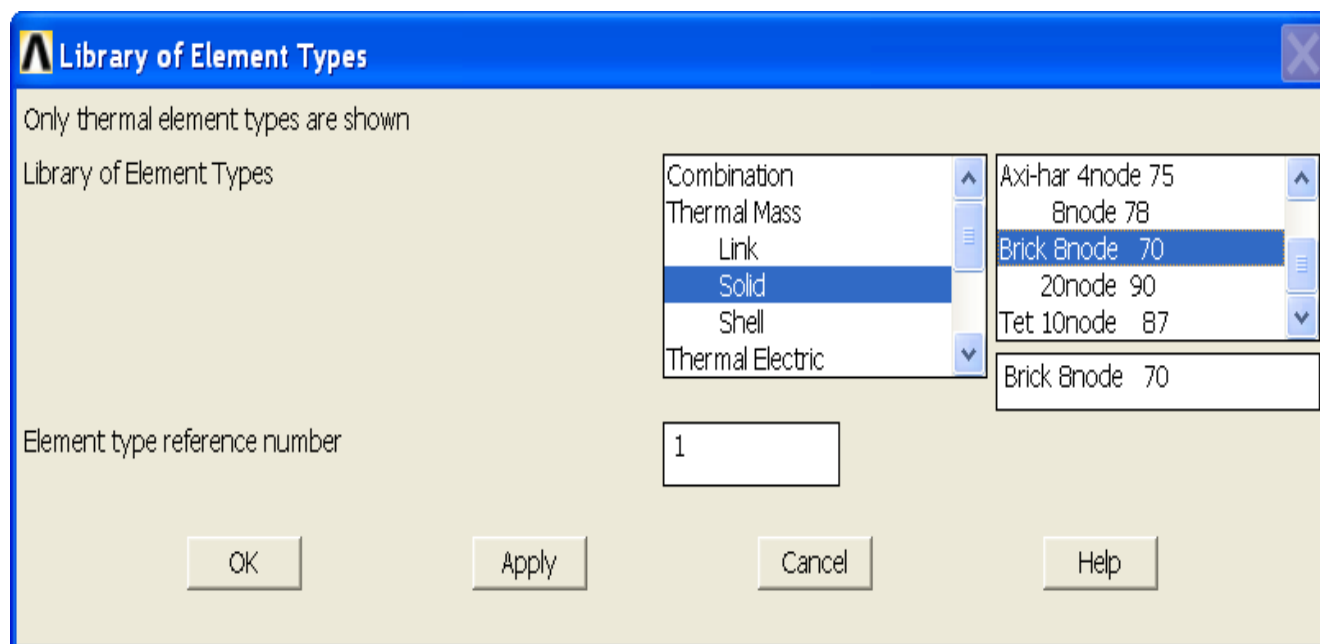 Library of Element Types
Only thermal element types are shown
Library of Element Types
Combination
Thermal Mass
Link
Solid
Shell
Thermal Electric
Axi-har 4node 75
8node 78
Brick 8node 70
20node 90
Tet 10node 87
Brick 8node 70
Element type reference number
1
OK
Apply
Cancel
Help